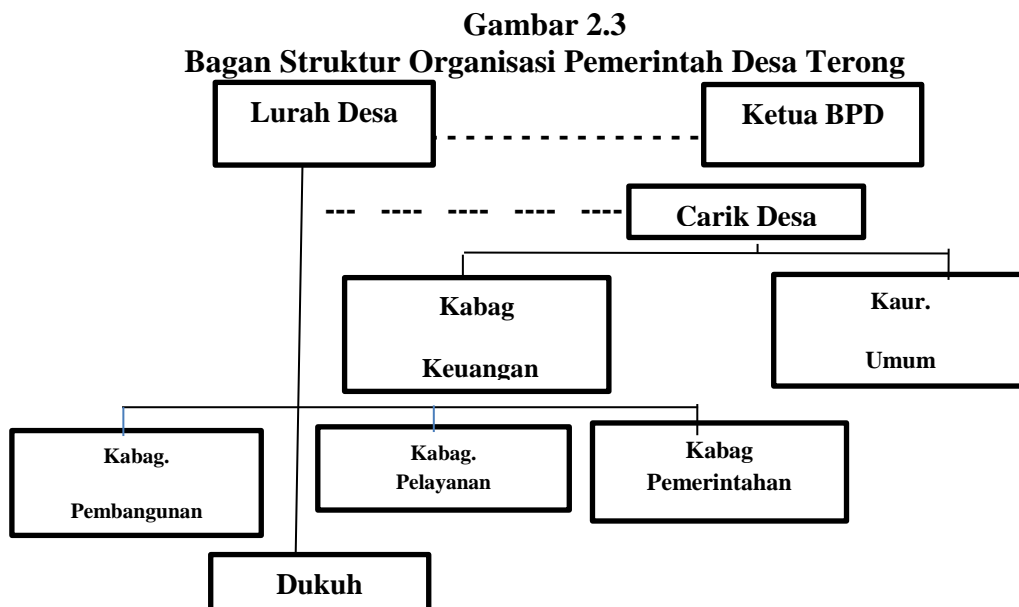 Gambar 2.3
Bagan Struktur Organisasi Pemerintah Desa Terong
Lurah Desa
Ketua BPD
Carik Desa
Kabag
Keuangan
Kaur.
Umum
Kabag.
Pembangunan
Kabag.
Pelayanan
Kabag
Pemerintahan
Dukuh